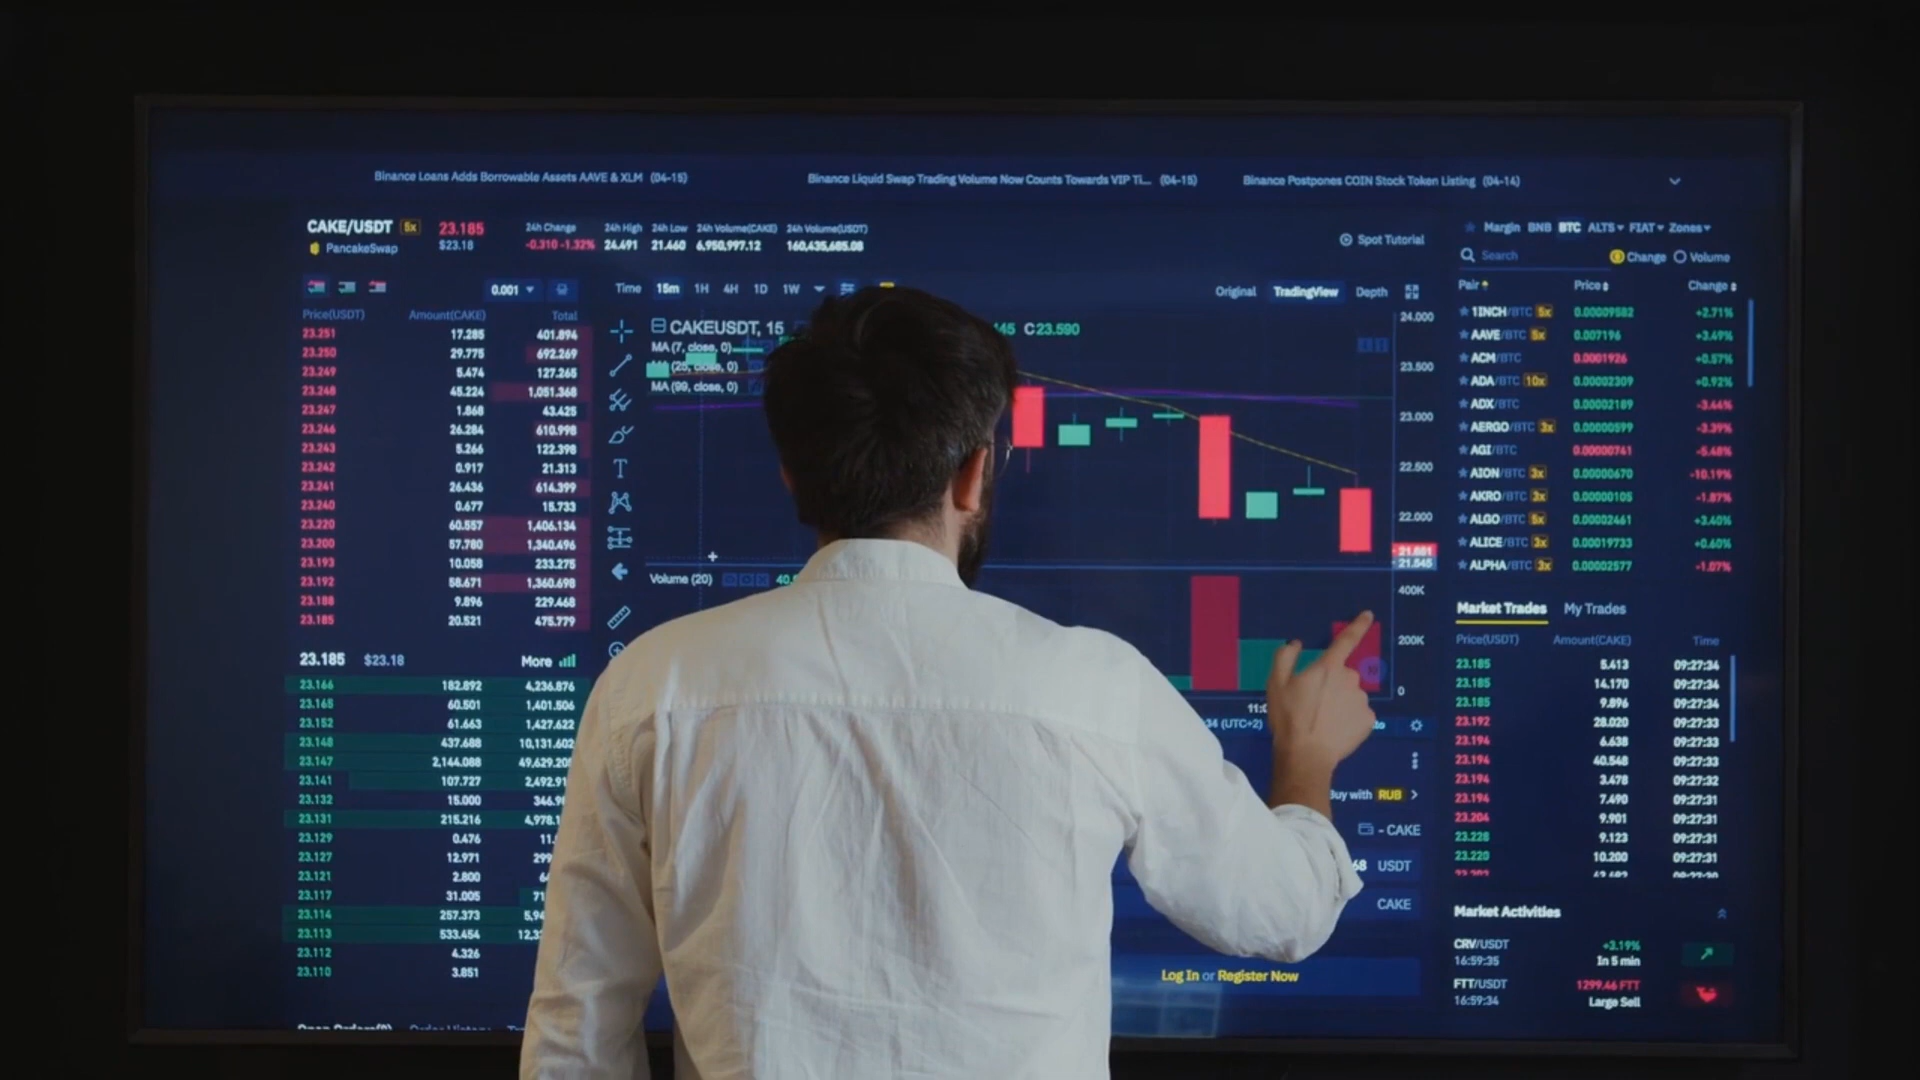 Binance Loans Adds Borrowable Assets AAVE & XLM (04-15) Binance Liquid Swap Trading Volume Now Counts Towards VIP Ti... (04-15) Binance Postpones COIN Stock Token Listing (04-14)
CAKE/USDT 5x 23.185 24h Change 24h High 24h Low 24h Volume(CAKE) 24h Volume(USDT)
PancakeSwap $23.18 -0.310 -1.32% 24.491 21.460 6,950,997.12 160,435,685.08
Spot Tutorial
0.001
Price(USDT) Amount(CAKE) Total
23.251 17.285 401.894
23.250 29.775 692.269
23.249 5.474 127.265
23.248 45.224 1,051.368
23.247 1.868 43.425
23.246 26.284 610.998
23.243 5.266 122.398
23.242 0.917 21.313
23.241 26.436 614.399
23.240 0.677 15.733
23.220 60.557 1,406.134
23.200 57.780 1,340.496
23.193 10.058 233.275
23.192 58.671 1,360.698
23.188 9.896 229.468
23.185 20.521 475.779
23.185 $23.18 More
23.166 182.892 4,236.876
23.165 60.501 1,401.506
23.152 61.663 1,427.622
23.148 437.688 10,131.602
23.147 2,144.088
23.141 107.727
23.132 15.000
23.131 215.216
23.129 0.476
23.127 12.971
23.121 2.800
23.117 31.005
23.114 257.373
23.113 533.454
23.112 4.326
23.110 3.851
Time 15m 1H 4H 1D 1W
Original TradingView Depth
CAKEUSDT, 15 C23.590
MA (7, close, 0)
(25, close, 0)
MA (99, close, 0)
24.000
23.500
23.000
22.500
22.000
21.545
Volume (20)
400K
200K
0
(UTC+2)
Buy with RUB
- CAKE
USDT
CAKE
Log In or Register Now
Margin BNB BTC ALTS FIAT Zones
Search Change Volume
Pair Price Change
1INCH/BTC 5x 0.00009582 +2.71%
AAVE/BTC 5x 0.007196 +3.49%
ACM/BTC 0.0001926 +0.57%
ADA/BTC 10x 0.00002309 +0.92%
ADX/BTC 0.00002189 -3.44%
AERGO/BTC 3x 0.00000599 -3.39%
AGI/BTC 0.00000741 -5.48%
AION/BTC 3x 0.00000670 -10.19%
AKRO/BTC 3x 0.00000105 -1.87%
ALGO/BTC 5x 0.00002461 +3.40%
ALICE/BTC 3x 0.00019733 +0.60%
ALPHA/BTC 3x 0.00002577 -1.07%
Market Trades My Trades
Price(USDT) Amount(CAKE) Time
23.185 5.413 09:27:34
23.185 14.170 09:27:34
23.185 9.896 09:27:34
23.192 28.020 09:27:33
23.194 6.638 09:27:33
23.194 40.548 09:27:33
23.194 3.478 09:27:32
23.194 7.490 09:27:31
23.204 9.901 09:27:31
23.228 9.123 09:27:31
23.220 10.200 09:27:31
Market Activities
CRV/USDT +3.19%
16:59:35 In 5 min
FTT/USDT 1299.46 FTT
16:59:34 Large Sell